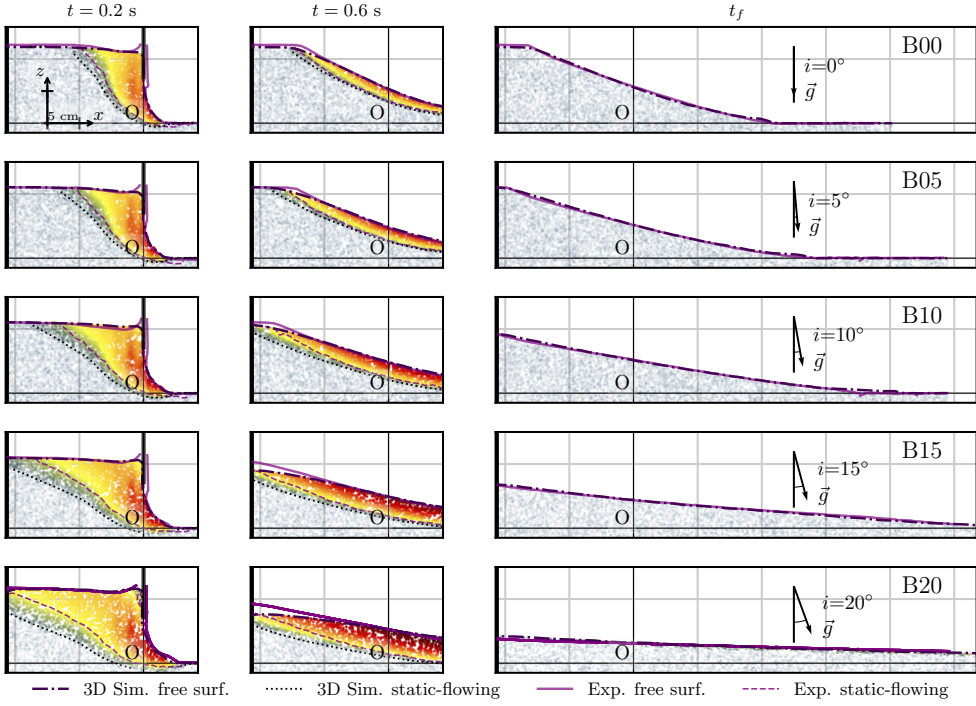 t = 0.2 s
t = 0.6 s
t_f
z
5 cm
x
O
O
O
B00
i=0°
g⃗
O
O
O
B05
i=5°
g⃗
O
O
O
B10
i=10°
g⃗
O
O
O
B15
i=15°
g⃗
O
O
O
B20
i=20°
g⃗
3D Sim. free surf.
3D Sim. static-flowing
Exp. free surf.
Exp. static-flowing